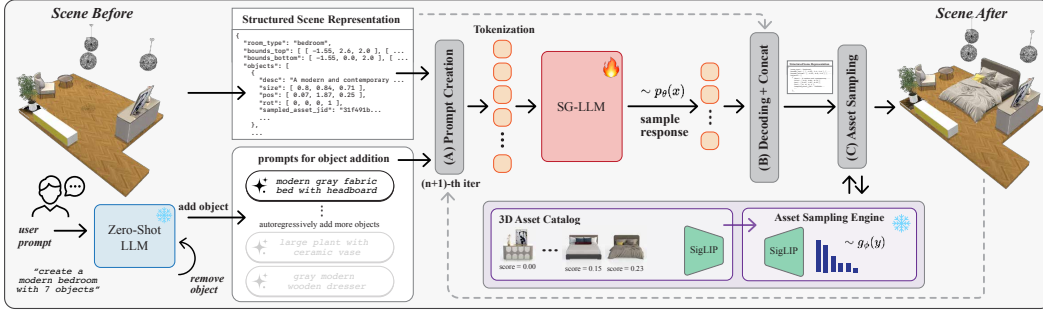 Scene Before
Structured Scene Representation
{
"room_type": "bedroom",
"bounds_top": [ [ -1.55, 2.6, 2.0 ], [ ...
"bounds_bottom": [ [ -1.55, 0.0, 2.0 ], [ ...
"objects": [
{
"desc": "A modern and contemporary ...
"size": [ 0.8, 0.84, 0.71 ],
"pos": [ 0.07, 1.87, 0.25 ],
"rot": [ 0, 0, 0, 1 ],
"sampled_asset_jid": "31f491b...
...
},
...
prompts for object addition
modern gray fabric
bed with headboard
autoregressively add more objects
large plant with
ceramic vase
gray modern
wooden dresser
user
prompt
Zero-Shot
LLM
add object
remove
object
"create a
modern bedroom
with 7 objects"
(A) Prompt Creation
(n+1)-th iter
Tokenization
SG-LLM
∼ pθ(x)
sample
response
(B) Decoding + Concat
Structured Scene Representation
(C) Asset Sampling
Scene After
3D Asset Catalog
score = 0.00
score = 0.15
score = 0.23
SigLIP
Asset Sampling Engine
SigLIP
∼ gϕ(y)